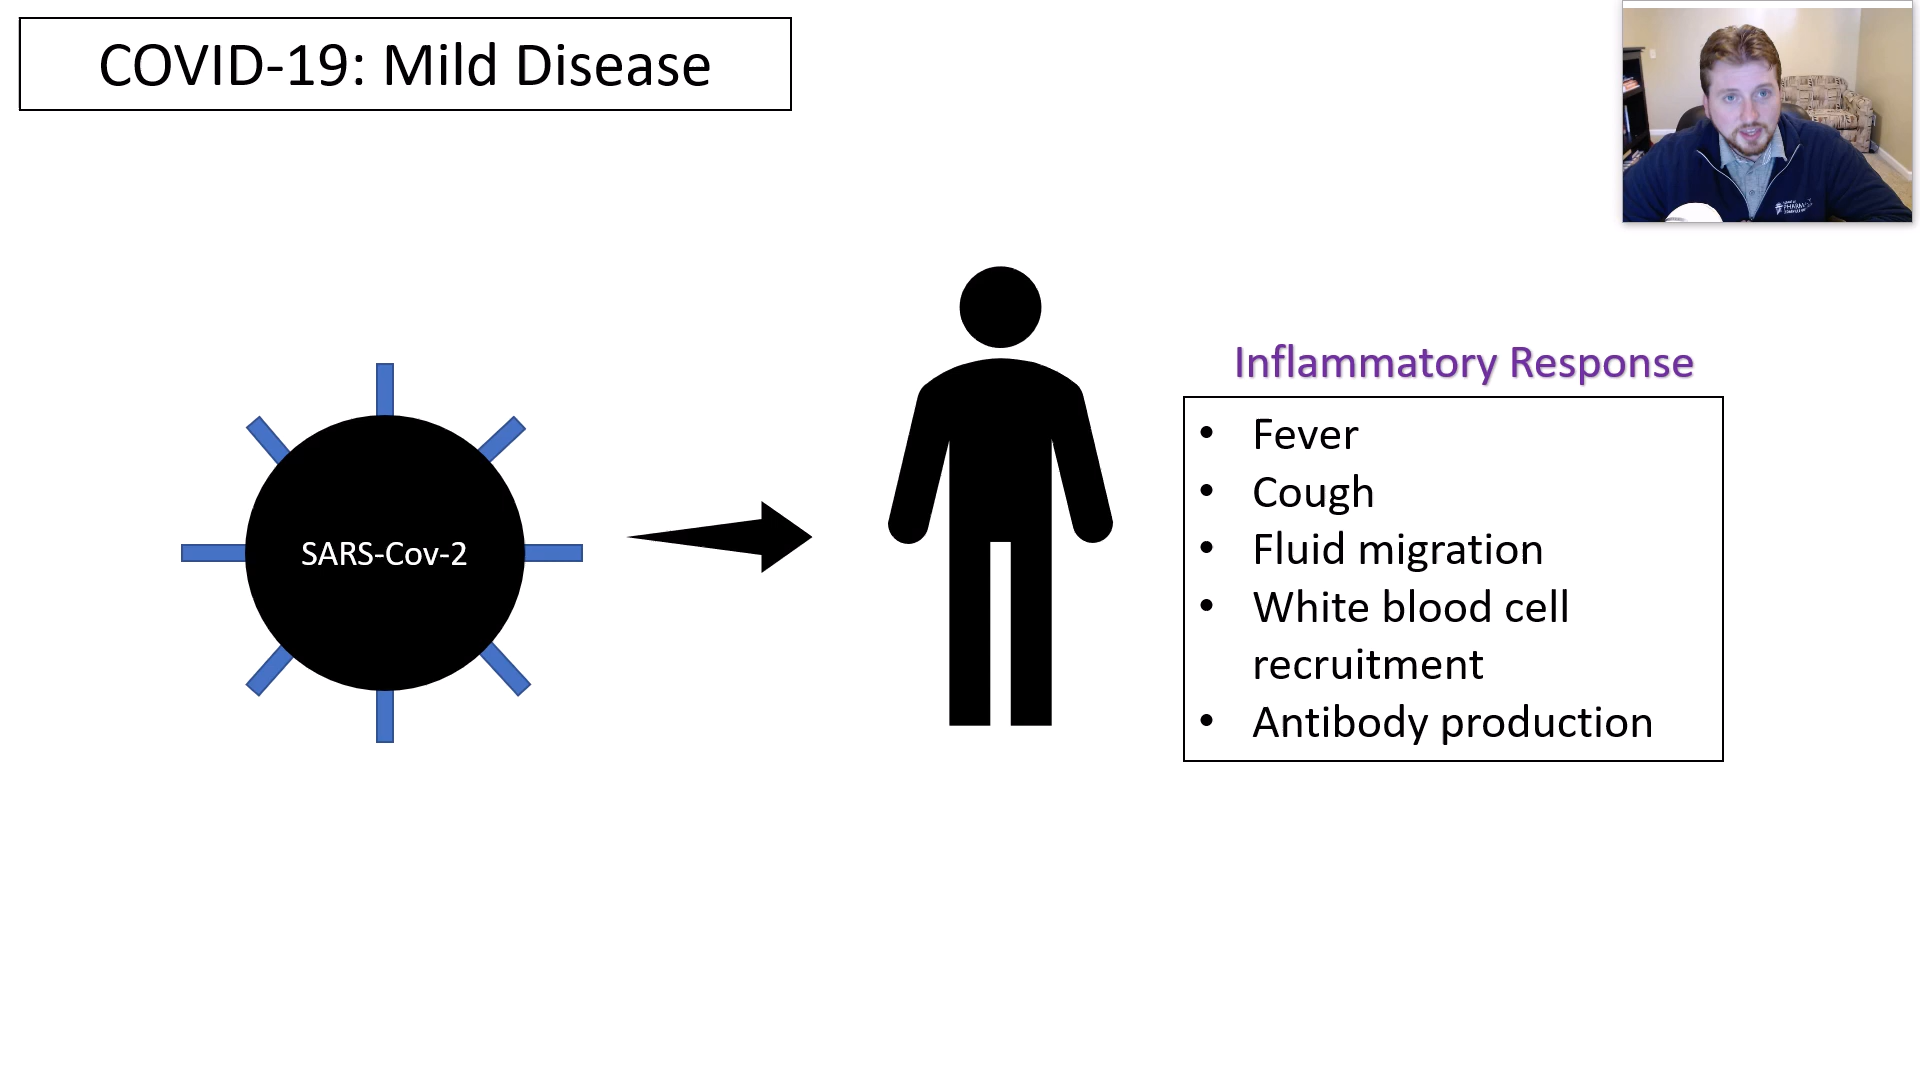 COVID-19: Mild Disease
SARS-Cov-2
Inflammatory Response
• Fever
• Cough
• Fluid migration
• White blood cell
recruitment
• Antibody production